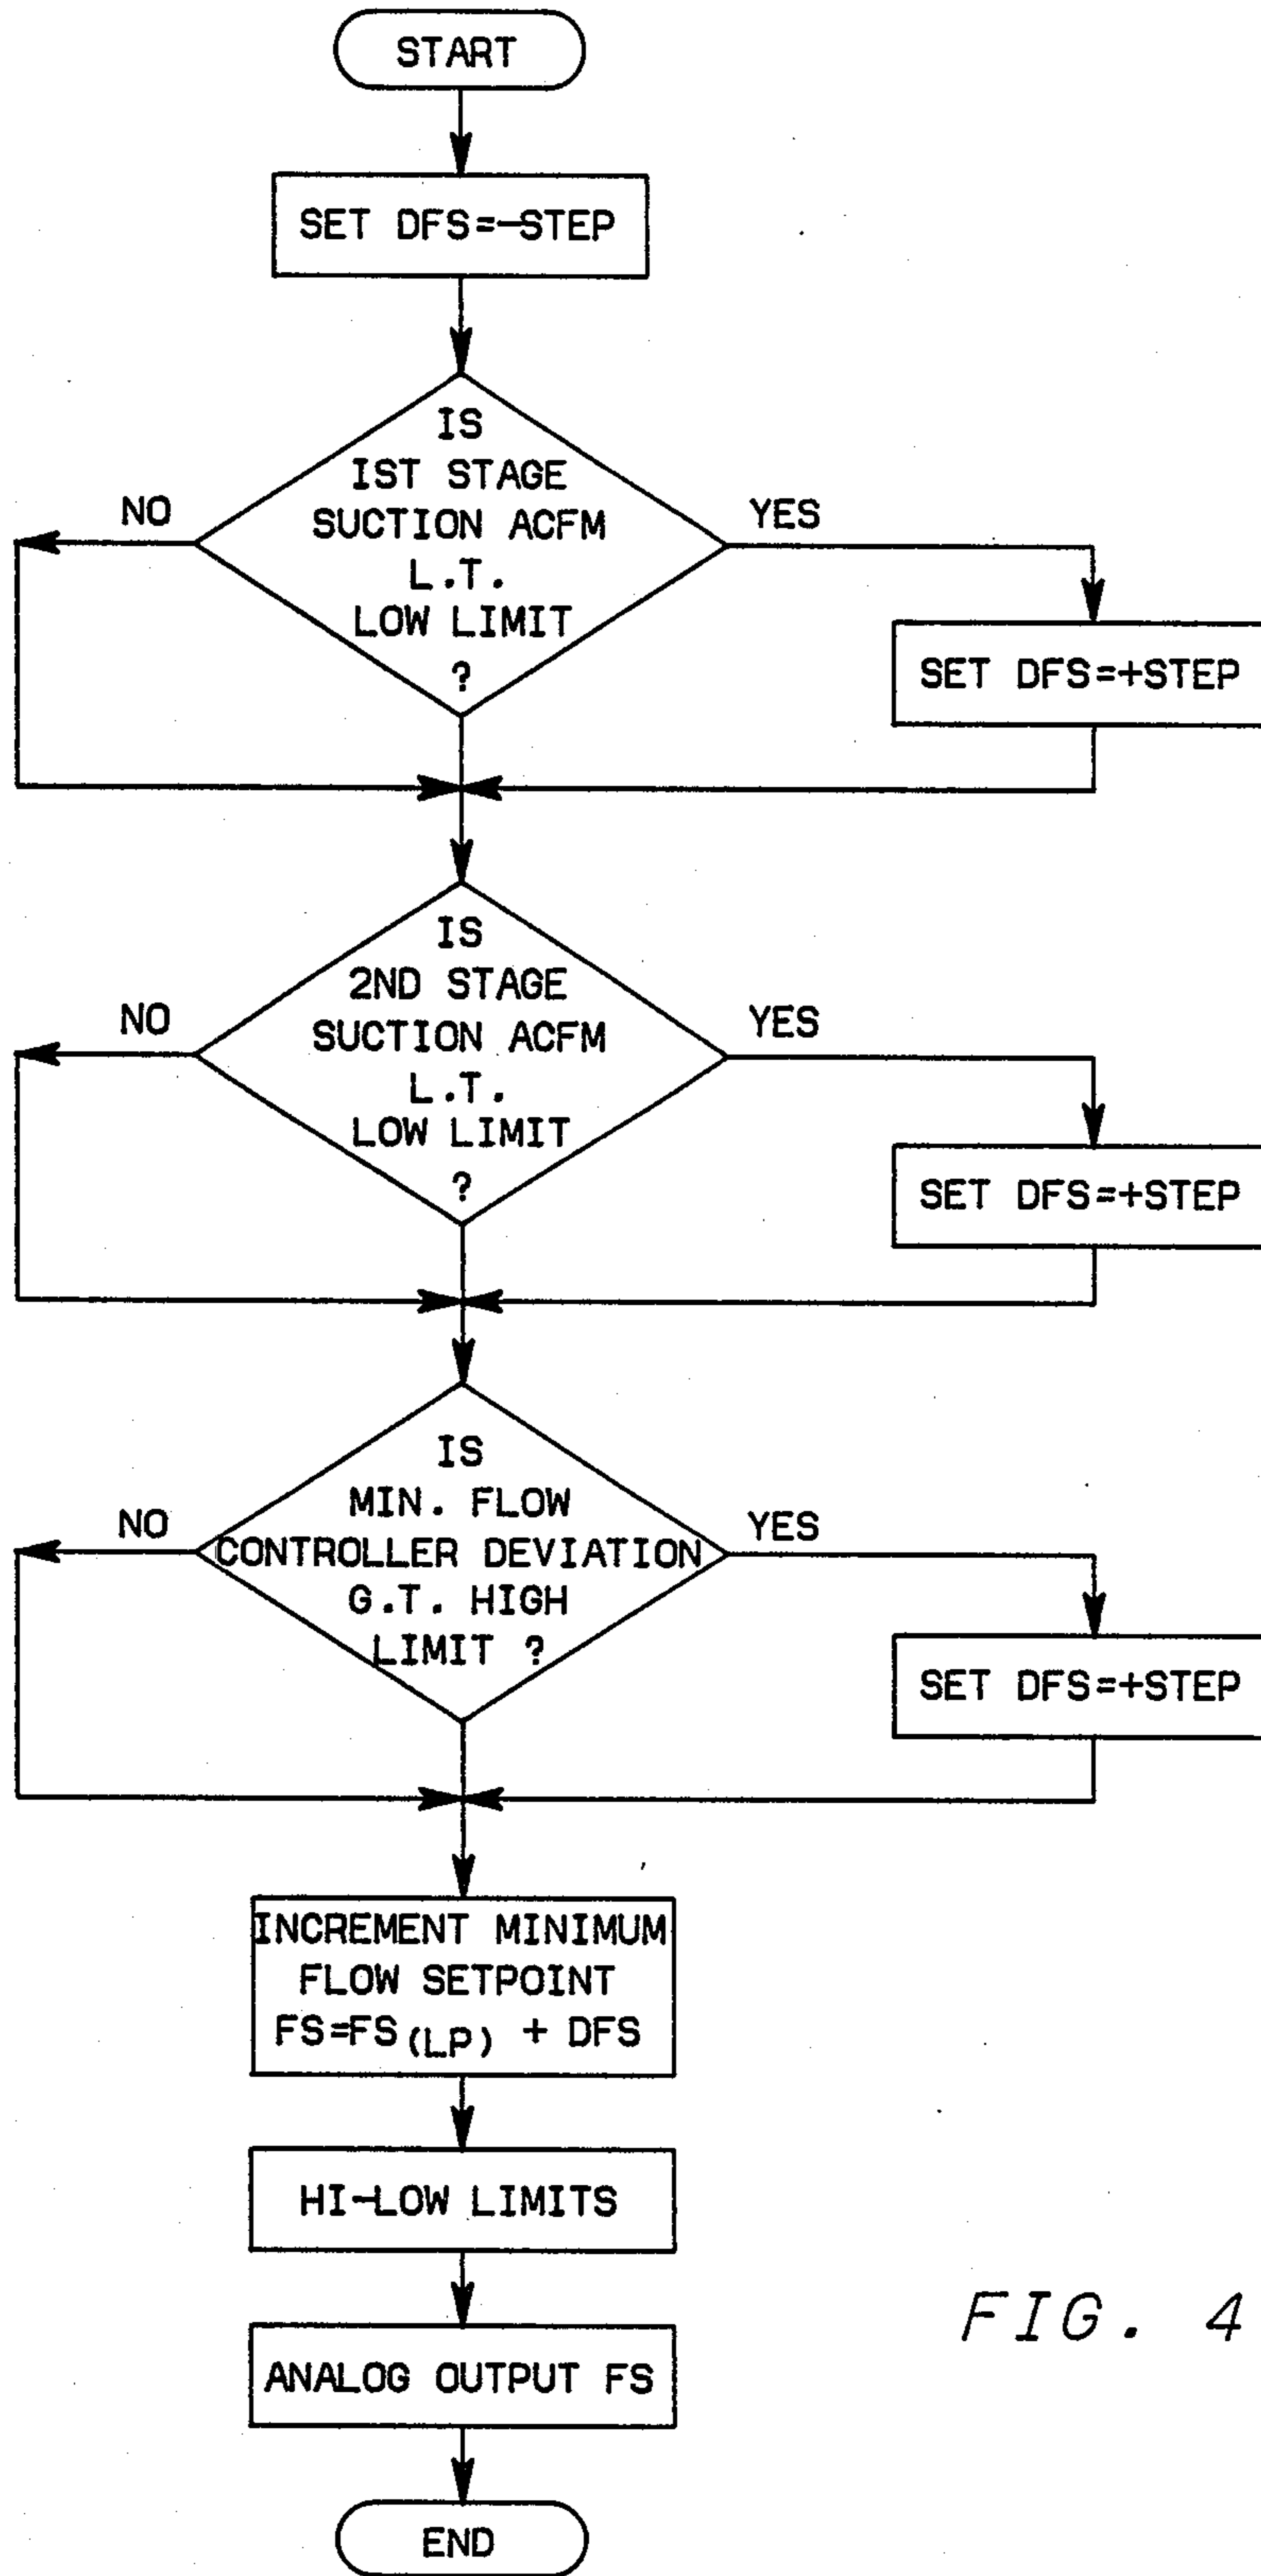 START
SET DFS=-STEP
IS
IST STAGE
SUCTION ACFM
L.T.
LOW LIMIT
?
NO
YES
SET DFS=+STEP
IS
2ND STAGE
SUCTION ACFM
L.T.
LOW LIMIT
?
NO
YES
SET DFS=+STEP
IS
MIN. FLOW
CONTROLLER DEVIATION
G.T. HIGH
LIMIT ?
NO
YES
SET DFS=+STEP
INCREMENT MINIMUM
FLOW SETPOINT
FS=FS (LP) + DFS
HI-LOW LIMITS
ANALOG OUTPUT FS
END
FIG. 4